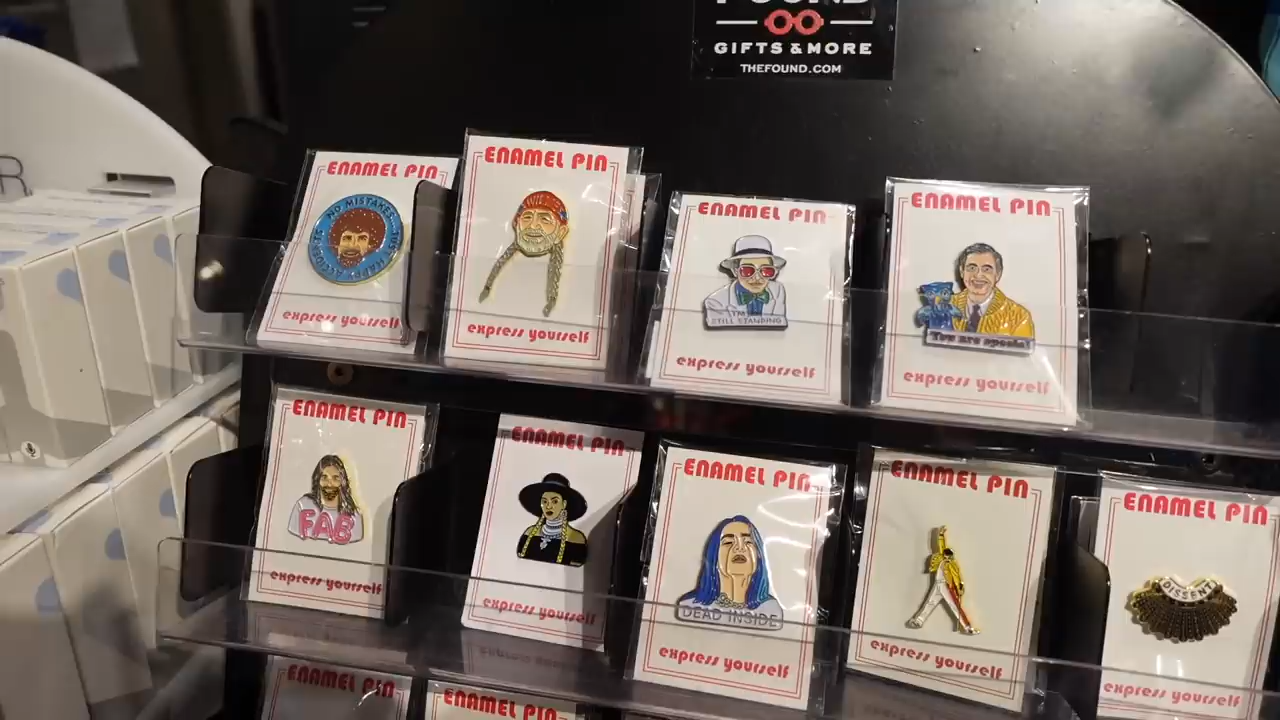 GIFTS & MORE
THEFOUND.COM
ENAMEL PIN
NO MISTAKES
express yourself
ENAMEL PIN
express yourself
ENAMEL PIN
I'M
STILL STANDING
express yourself
ENAMEL PIN
You are special
express yourself
ENAMEL PIN
FAB
express yourself
ENAMEL PIN
express yourself
ENAMEL PIN
DEAD INSIDE
express yourself
ENAMEL PIN
express yourself
ENAMEL PIN
DISSENT
express yourself
ENAMEL PIN
ENAMEL PIN